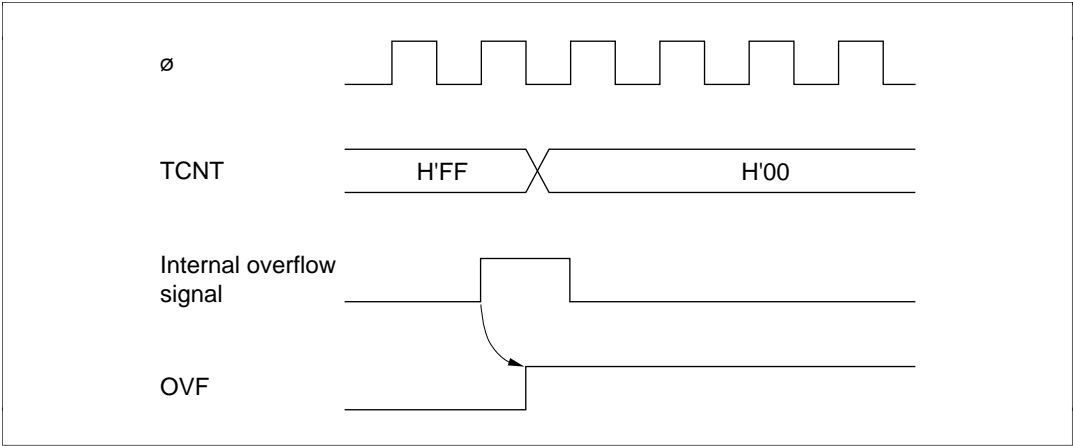 ø
TCNT
H'FF
H'00
Internal overflow
signal
OVF